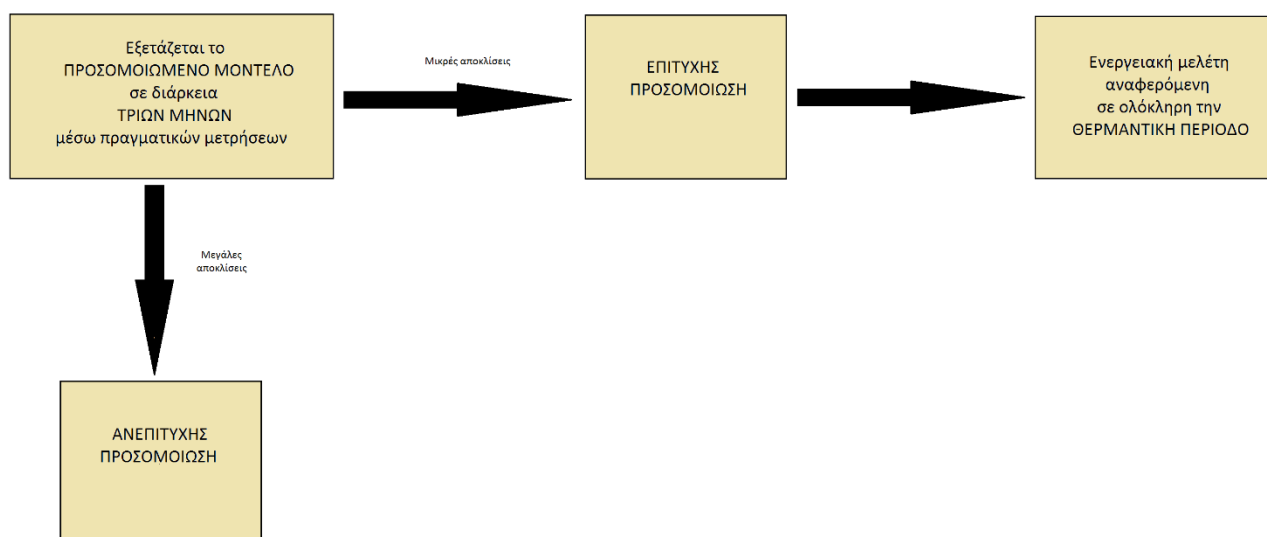 Εξετάζεται το
ΠΡΟΣΟΜΟΙΩΜΕΝΟ ΜΟΝΤΕΛΟ
σε διάρκεια
ΤΡΙΩΝ ΜΗΝΩΝ
μέσω πραγματικών μετρήσεων
Μικρές αποκλίσεις
ΕΠΙΤΥΧΗΣ
ΠΡΟΣΟΜΟΙΩΣΗ
Ενεργειακή μελέτη
αναφερόμενη
σε ολόκληρη την
ΘΕΡΜΑΝΤΙΚΗ ΠΕΡΙΟΔΟ
Μεγάλες
αποκλίσεις
ΑΝΕΠΙΤΥΧΗΣ
ΠΡΟΣΟΜΟΙΩΣΗ